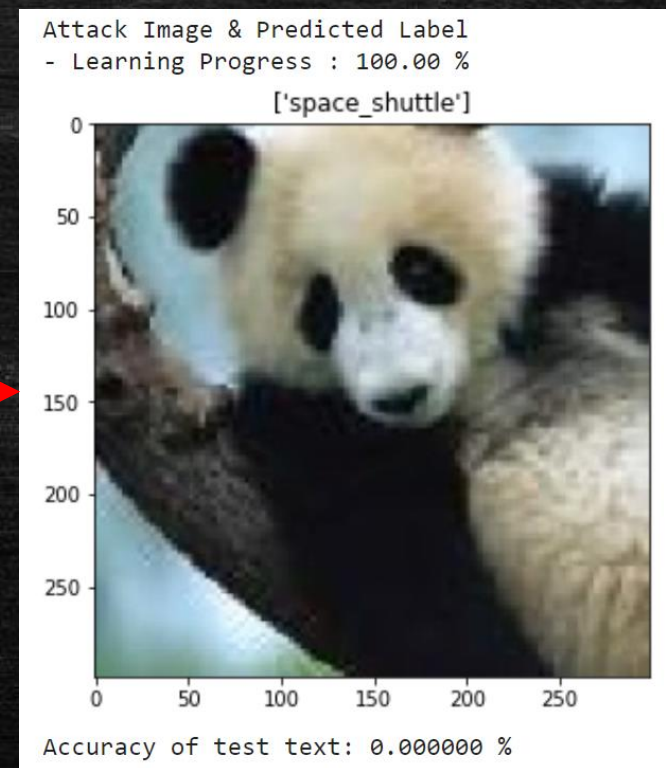 Attack Image & Predicted Label
- Learning Progress : 100.00 %
['space_shuttle']
0
50
100
150
200
250
0 50 100 150 200 250
Accuracy of test text: 0.000000 %